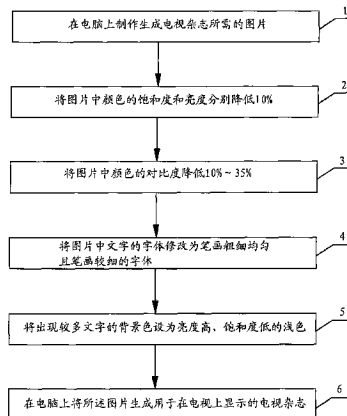 在电脑上制作生成电视杂志所需的图片
1
将图片中颜色的饱和度和亮度分别降低10%
2
将图片中颜色的对比度降低10%~35%
3
将图片中文字的字体修改为笔画粗细均匀
且笔画较细的字体
4
将出现较多文字的背景色设为亮度高、饱和度低的浅色
5
在电脑上将所述图片生成用于在电视上显示的电视杂志
6